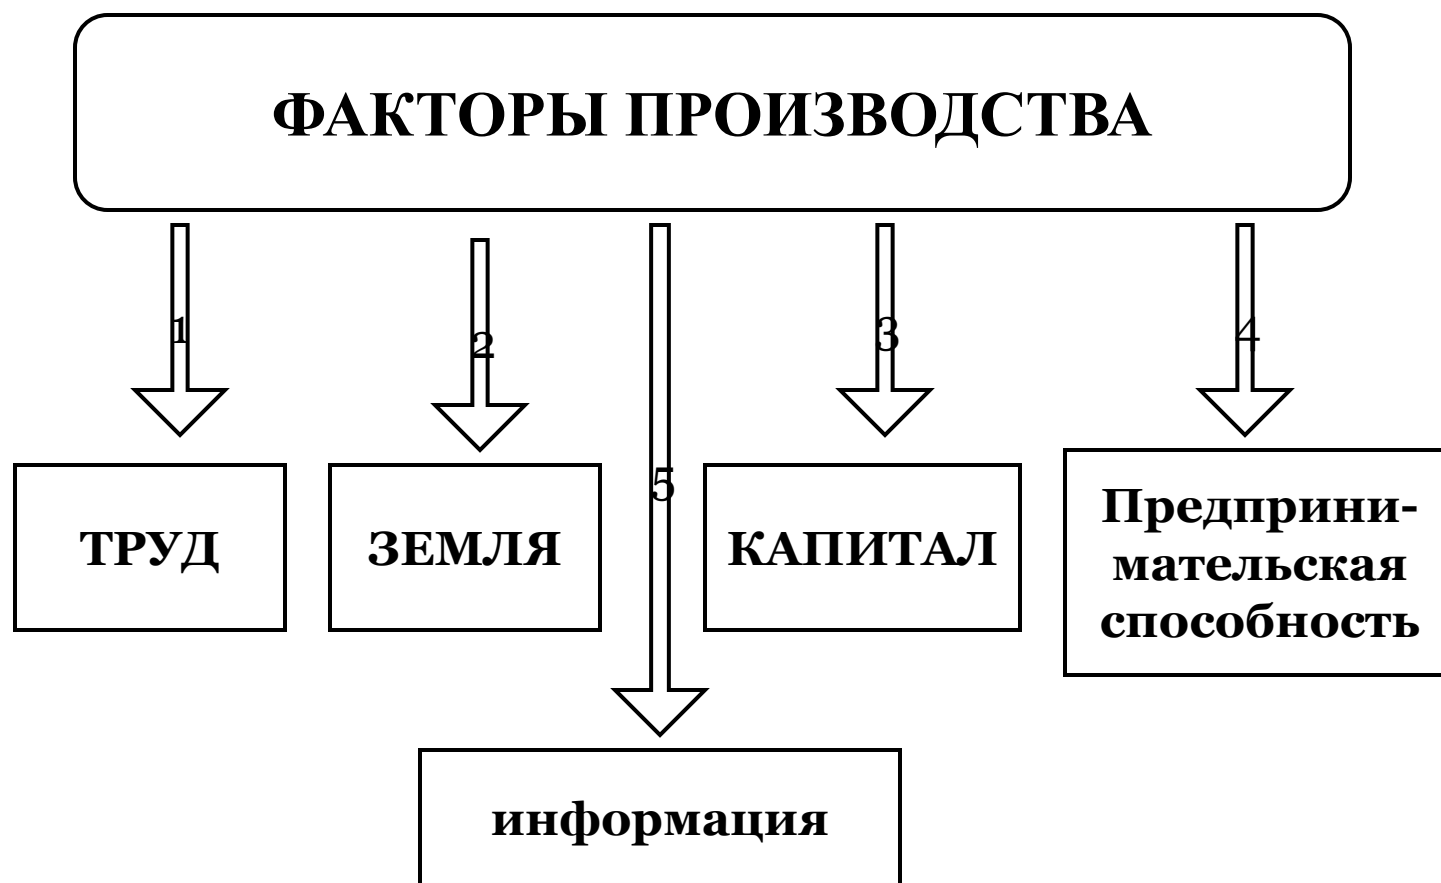 ФАКТОРЫ ПРОИЗВОДСТВА
1
2
3
4
5
ТРУД
ЗЕМЛЯ
КАПИТАЛ
Предприни-
мательская
способность
информация